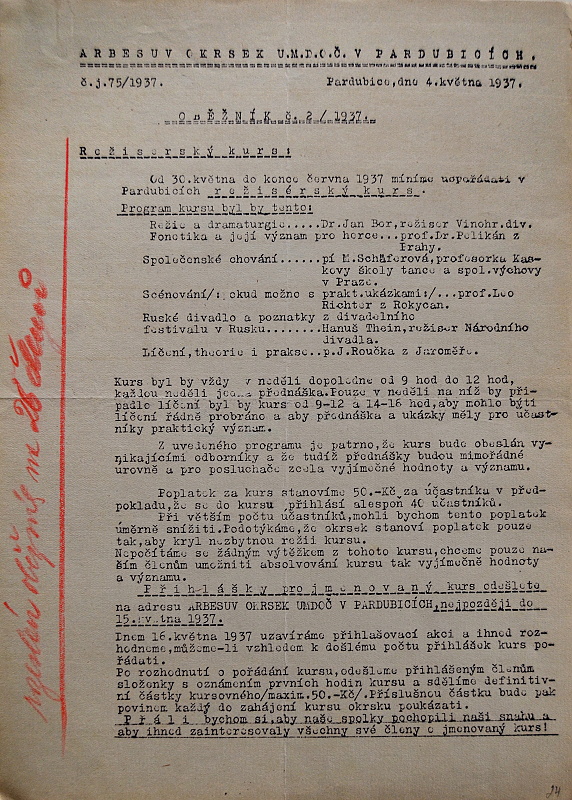 ARBESUV OKRSEK U.M.D.O.Č. V PARDUBICÍCH.
č.j.75/1937.
Pardubice,dne 4.května 1937.
OBĚŽNÍK č.2/1937.
Režiserský kurs:
Od 30.května do konce června 1937 míníme uspořádati v
Pardubicích režisérský kurs.
Program kursu byl by tento:
Režie a dramaturgie.....Dr.Jan Bor,režiser Vinohr.div.
Fonetika a její význam pro herce...prof.Dr.Pelikán z
Prahy.
Společenské chování......pí M.Schäferová,profesorka Kas-
kovy školy tance a spol.výchovy
v Praze.
Scénování/: okud možno s prakt.ukázkami:/...prof.Leo
Richter z Rokycan.
Ruské divadlo a poznatky z divadelního
festivalu v Rusku........Hanuš Thein,režiser Národního
divadla.
Líčení,theorie i prakse..p.J.Roučka z Jaroměře.
Kurs byl by vždy v neděli dopoledne od 9 hod do 12 hod,
každou neděli jedna přednáška.Pouze v neděli na níž by při-
padlo líčení byl by kurs od 9-12 a 14-16 hod,aby mohlo býti
líčení řádně probráno a aby přednáška a ukázky měly pro účast-
níky praktický význam.
Z uvedeného programu je patrno,že kurs bude obeslán vy-
nikajícími odborníky a že tudíž přednášky budou mimořádné
urovně a pro posluchače zcela vyjímečné hodnoty a významu.
Poplatek za kurs stanovíme 50.-Kč za účastníka v před-
pokladu,že se do kursu přihlásí alespoň 40 účastníků.
Při větším počtu učastníků,mohli bychom tento poplatek
úměrně snížiti.Podotýkáme,že okrsek stanoví poplatek pouze
tak,aby kryl nezbytnou režii kursu.
Nepočítáme se žádným výtěžkem z tohoto kursu,chceme pouze na-
ším členům umožniti absolvování kursu tak vyjímečné hodnoty
a významu.
Přihlášky pro jmenovaný kurs odešlete
na adresu ARBESUV OKRSEK UMDOČ V PARDUBICÍCH,nejpozději do
15.května 1937.
Dnem 16.května 1937 uzavíráme přihlašovací akci a ihned roz-
hodneme,můžeme-li vzhledem k došlému počtu přihlášek kurs po-
řádati.
Po rozhodnutí o pořádání kursu,odešleme přihlášeným členům
složenky s oznámením prvních hodin kursu a sdělíme definitiv-
ní částky kursovného/maxim.50.-Kč/.Příslušnou částku bude pak
povinen každý do zahájení kursu okrsku poukázati.
Přáli bychom si,aby naše spolky pochopili naši snahu a
aby ihned zainteresovaly všechny své členy o jmenovaný kurs!
24